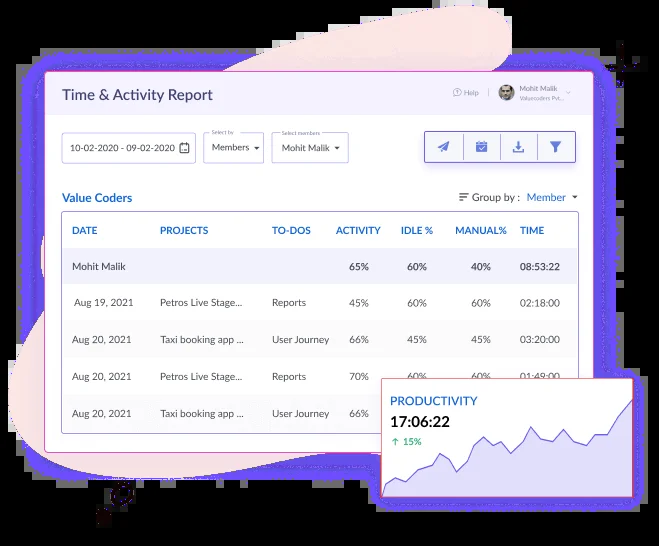 Time & Activity Report
Help
Mohit Malik
Valuecoders Pvt...
10-02-2020 - 09-02-2020
Select by
Members
Select members
Mohit Malik
Value Coders
Group by : Member
DATE PROJECTS TO-DOS ACTIVITY IDLE % MANUAL% TIME
Mohit Malik 65% 60% 40% 08:53:22
Aug 19, 2021 Petros Live Stage... Reports 45% 60% 60% 02:18:00
Aug 20, 2021 Taxi booking app ... User Journey 66% 45% 45% 03:20:00
Aug 20, 2021 Petros Live Stage... Reports 70% 60% 60% 01:49:00
Aug 20, 2021 Taxi booking app ... User Journey 66%
PRODUCTIVITY
17:06:22
↑ 15%